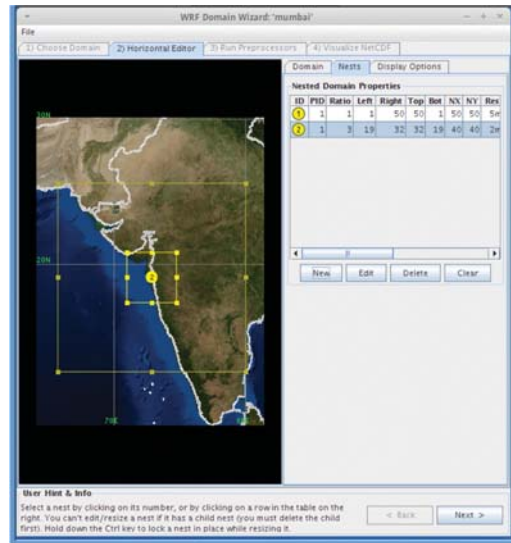 WRF Domain Wizard: 'mumbai'
File
1) Choose Domain
2) Horizontal Editor
3) Run Preprocessors
4) Visualize NetCDF
Domain
Nests
Display Options
Nested Domain Properties
ID PID Ratio Left Right Top Bot NX NY Res
1 1 1 1 50 50 1 50 50 5m
2 1 3 19 32 32 19 40 40 2m
New
Edit
Delete
Clear
30N
20N
2
70E
User Hint & Info
Select a nest by clicking on its number, or by clicking on a row in the table on the
right. You can't edit/resize a nest if it has a child nest (you must delete the child
first). Hold down the Ctrl key to lock a nest in place while resizing it.
< Back
Next >